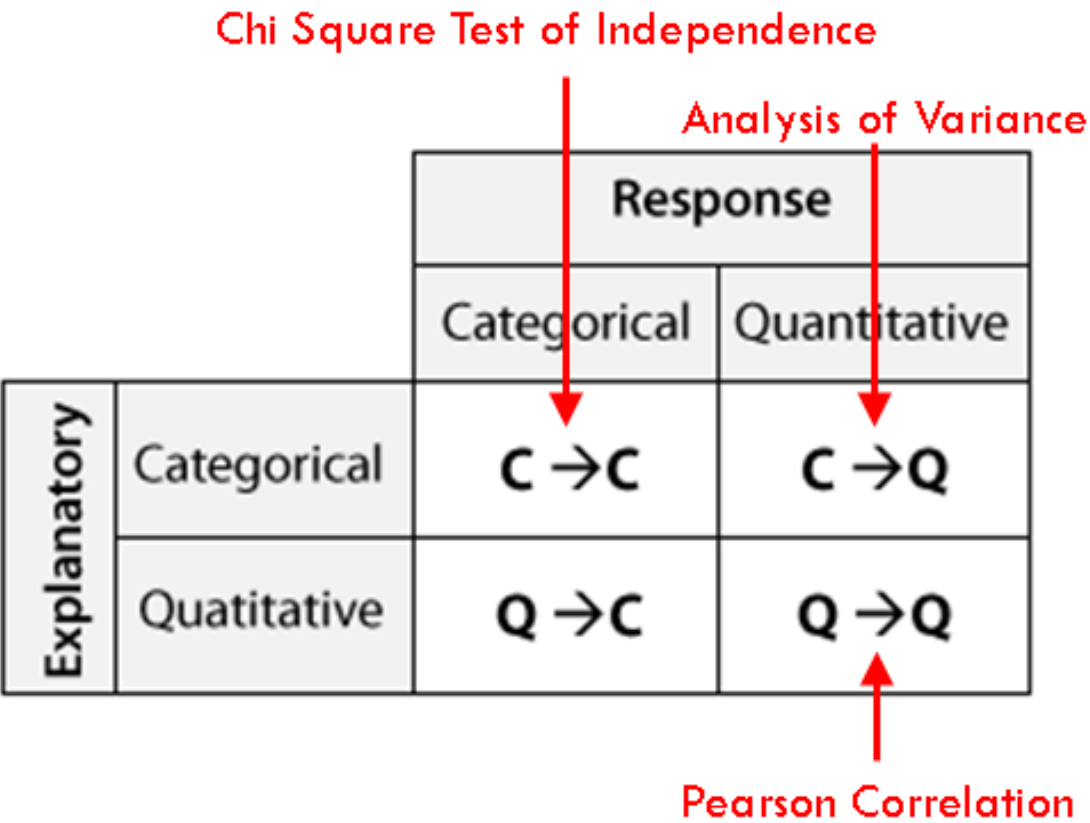 Chi Square Test of Independence
Analysis of Variance
Response
Categorical Quantitative
Explanatory
Categorical C →C C →Q
Quatitative Q →C Q →Q
Pearson Correlation